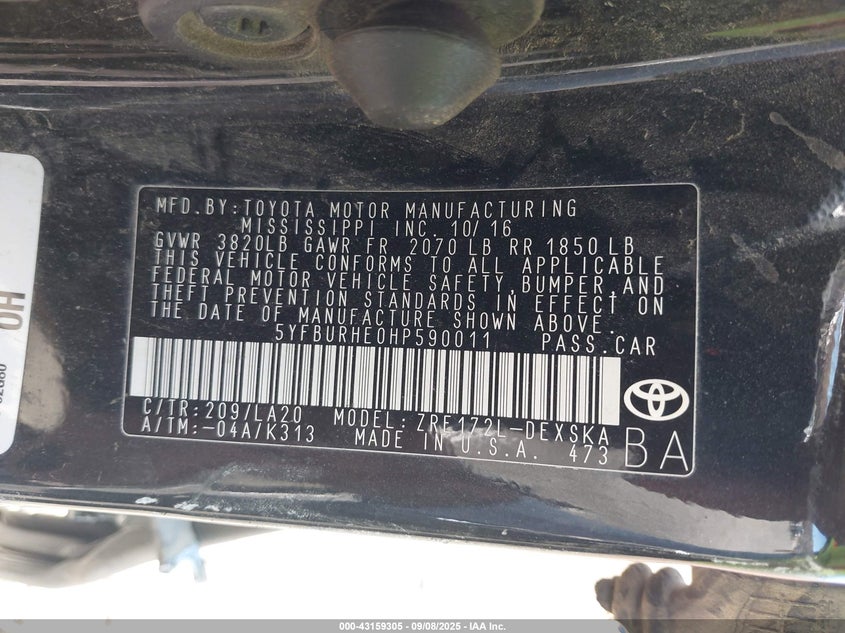 MFD.BY:TOYOTA MOTOR MANUFACTURING
MISSISSIPPI INC. 10/16
GVWR 3820LB GAWR FR 2070 LB RR 1850 LB
THIS VEHICLE CONFORMS TO ALL APPLICABLE
FEDERAL MOTOR VEHICLE SAFETY,BUMPER,AND
THEFT PREVENTION STANDARDS IN EFFECT ON
THE DATE OF MANUFACTURE SHOWN ABOVE.
5YFBURHE0HP590011 PASS.CAR
C/TR:209/LA20 MODEL:ZRE172L-DEXSKA
A/TM:-04A/K313 MADE IN U.S.A. 473 BA
HO
000-43159305 - 09/08/2025 - IAA Inc.